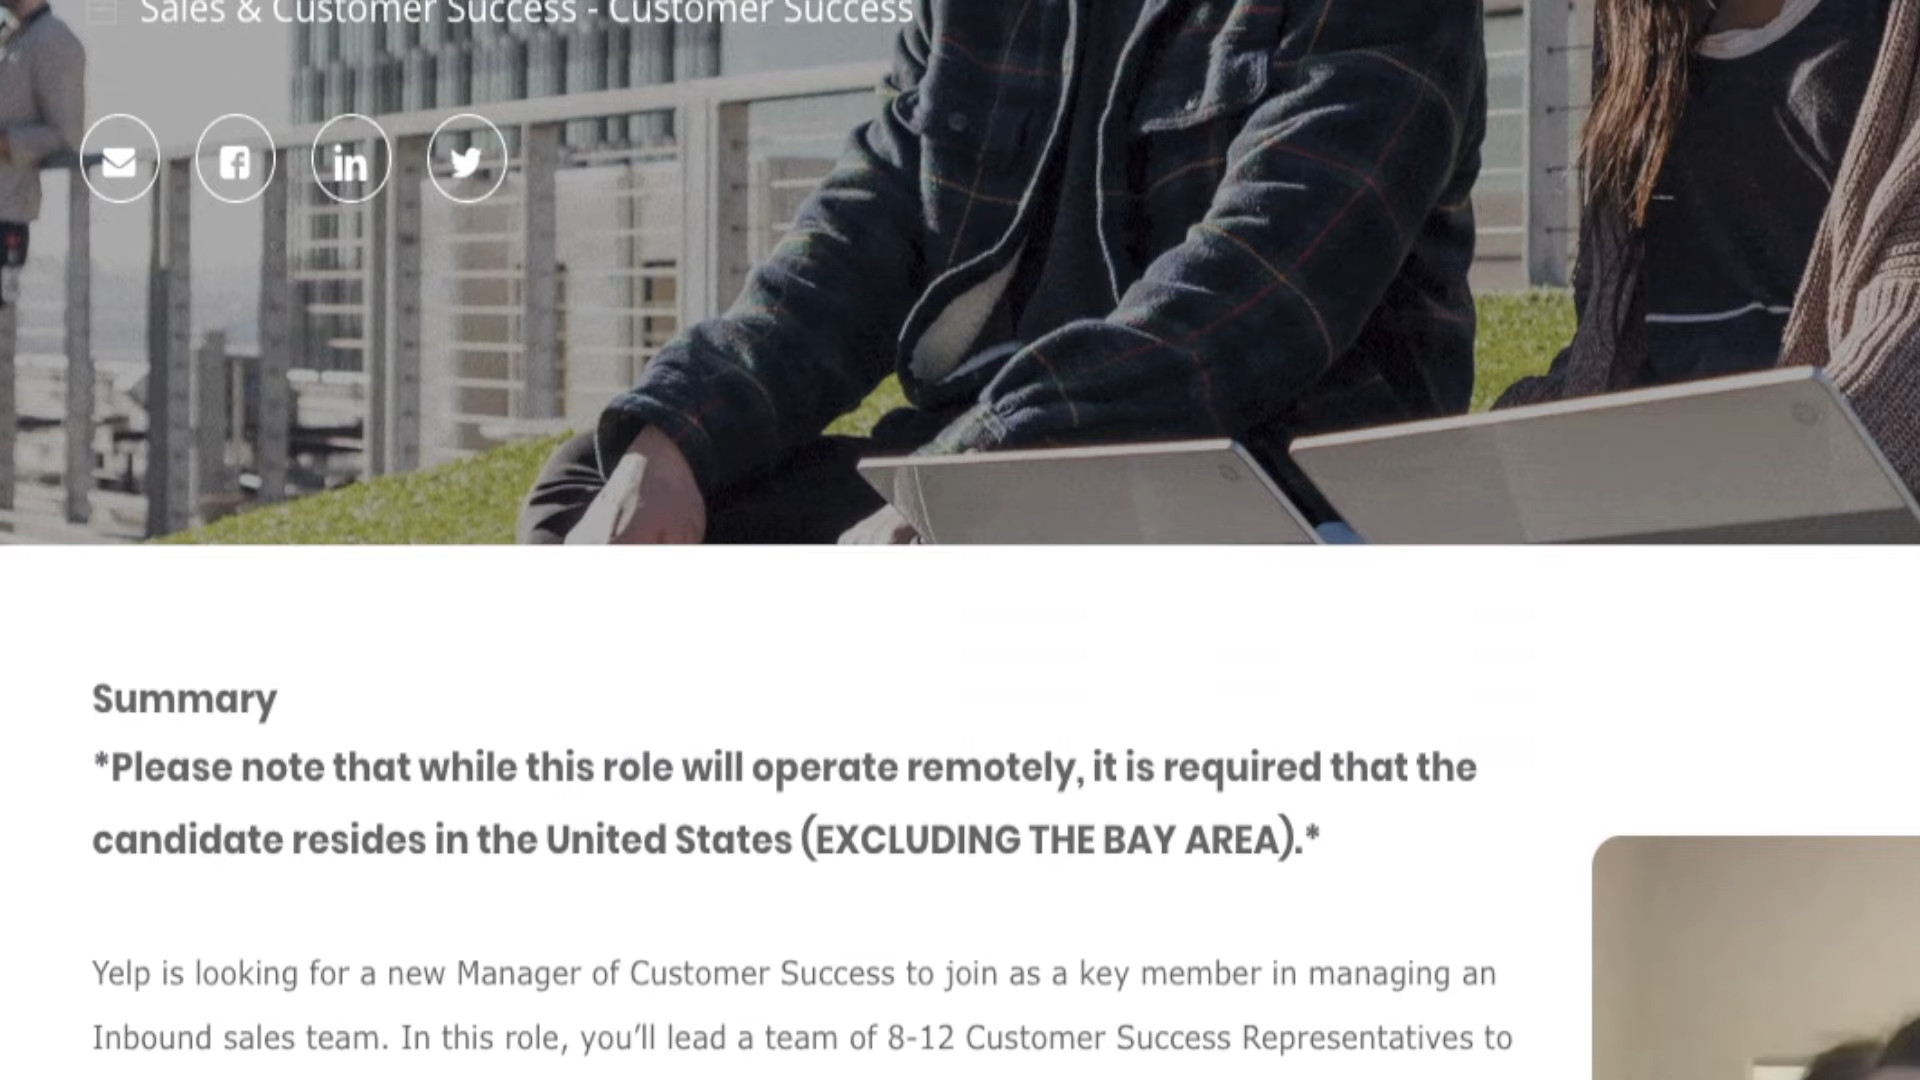 Sales & Customer Success - Customer Success
Summary
*Please note that while this role will operate remotely, it is required that the
candidate resides in the United States (EXCLUDING THE BAY AREA).*
Yelp is looking for a new Manager of Customer Success to join as a key member in managing an
Inbound sales team. In this role, you’ll lead a team of 8-12 Customer Success Representatives to